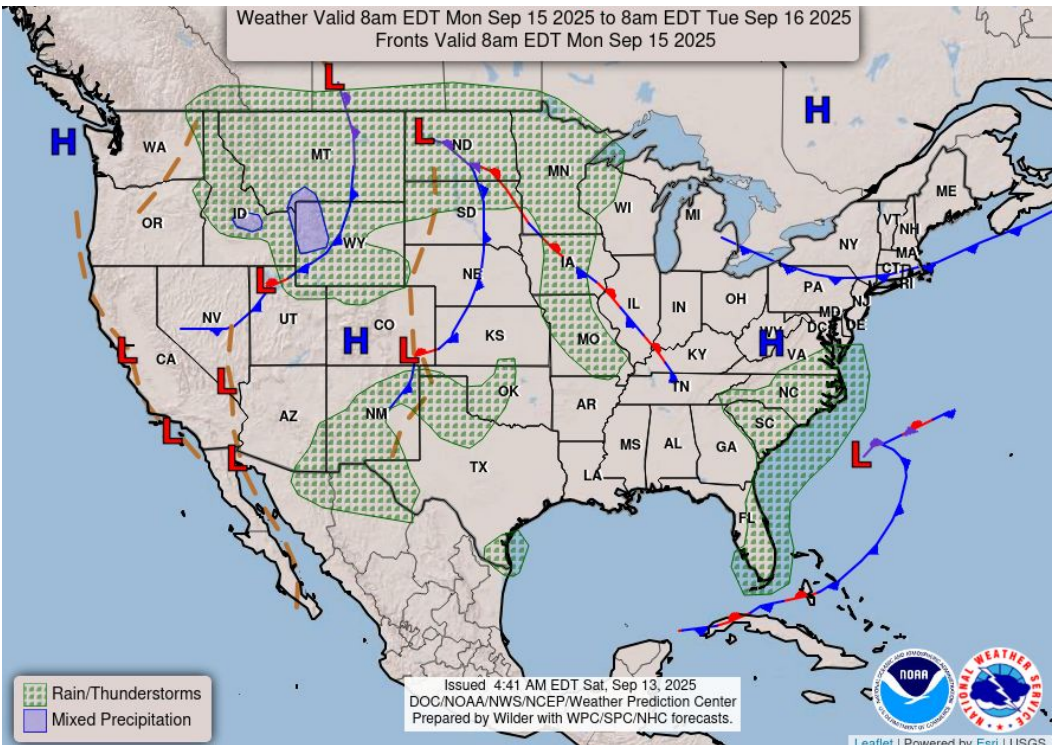 Weather Valid 8am EDT Mon Sep 15 2025 to 8am EDT Tue Sep 16 2025
Fronts Valid 8am EDT Mon Sep 15 2025
L
H
H
WA
MT
L
ND
MN
ME
OR
ID
WY
SD
WI
MI
NY
VT
NH
MA
CT
RI
L
NV
UT
NE
IA
IL
IN
OH
PA
NJ
MD
DE
DC
WV
VA
H
CO
L
KS
MO
KY
H
L
CA
L
AZ
NM
OK
AR
TN
NC
SC
L
L
TX
LA
MS
AL
GA
L
FL
Rain/Thunderstorms
Mixed Precipitation
Issued 4:41 AM EDT Sat, Sep 13, 2025
DOC/NOAA/NWS/NCEP/Weather Prediction Center
Prepared by Wilder with WPC/SPC/NHC forecasts.
NOAA
NATIONAL WEATHER SERVICE
Leaflet | Powered by Esri | USGS